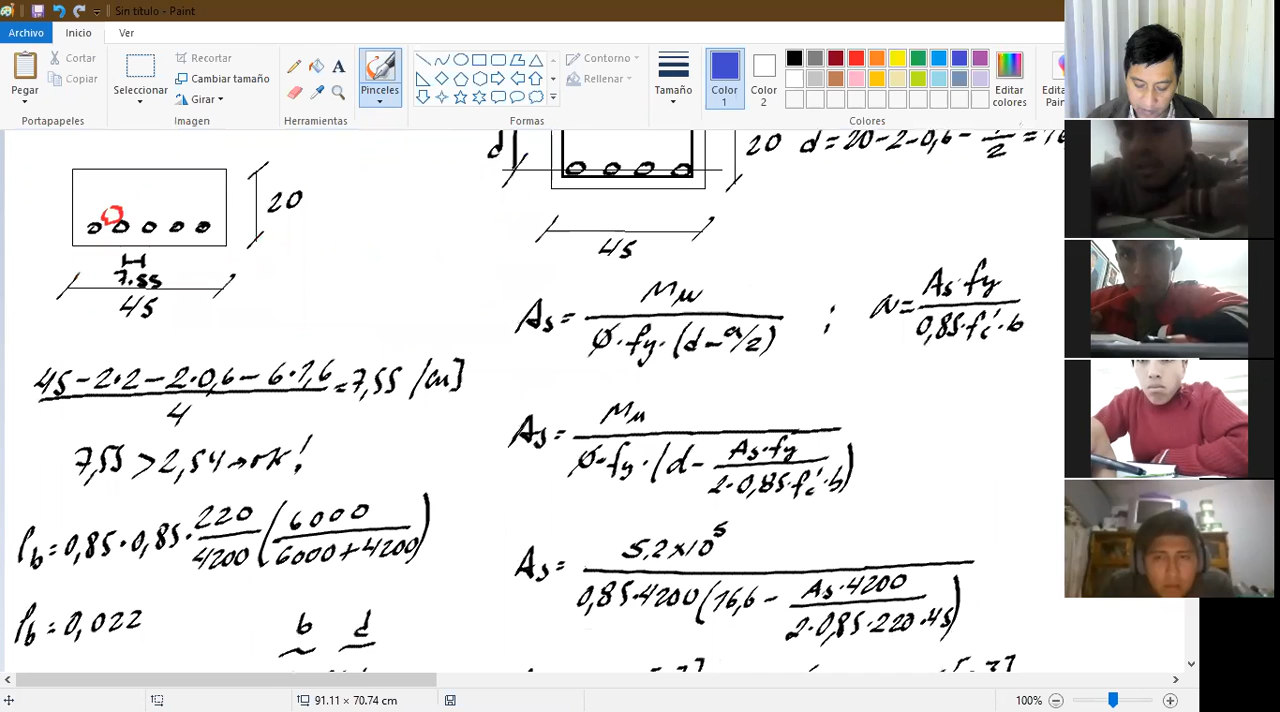 Sin título - Paint
Archivo Inicio Ver
Pegar
Cortar
Copiar
Portapapeles
Seleccionar
Recortar
Cambiar tamaño
Girar
Imagen
A
Herramientas
Pinceles
Contorno
Rellenar
Formas
Tamaño
Color 1
Color 2
Editar colores
Colores
20
7.55
45
45-2·2-2·0,6-6·1,6 / 4 = 7,55 [cm]
7,55 > 2,54 → ok!
ρb = 0,85·0,85· 220/4200 (6000/(6000+4200))
ρb = 0,022
b d
d
20 d=20-2-0,6-
45
As = Mu / (Ø·fy·(d-a/2)) ; a = As·fy / (0,85·f'c·b)
As = Mu / (Ø·fy·(d - As·fy / (2·0,85·f'c·b)))
As = 5,2x10^5 / (0,85·4200(16,6 - As·4200 / (2·0,85·220·45)))
91.11 × 70.74 cm
100%